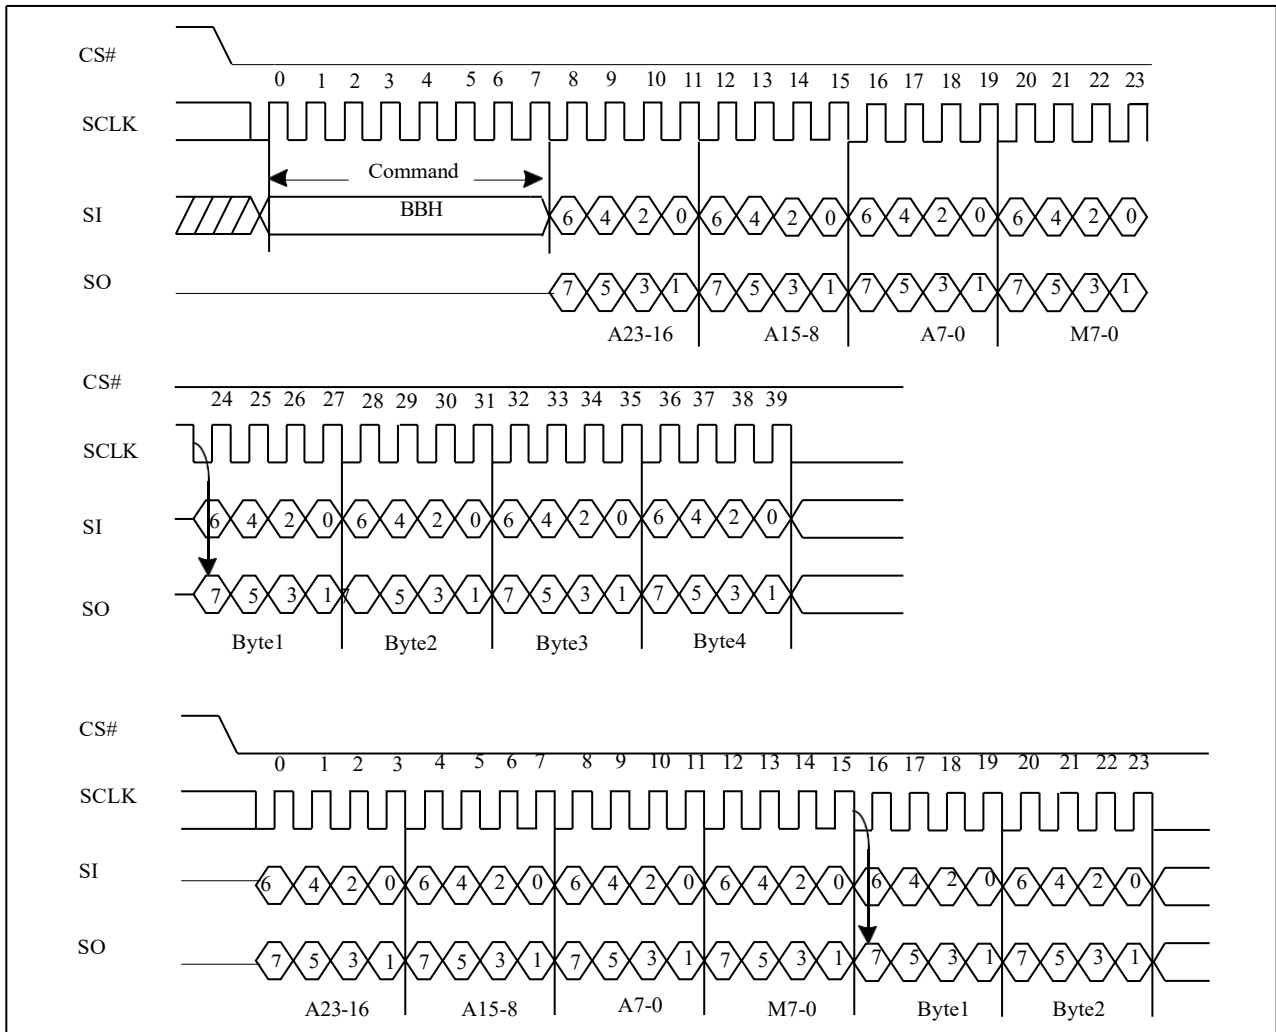 CS#
0 1 2 3 4 5 6 7 8 9 10 11 12 13 14 15 16 17 18 19 20 21 22 23
SCLK
Command
SI BBH 6 4 2 0 6 4 2 0 6 4 2 0 6 4 2 0
SO 7 5 3 1 7 5 3 1 7 5 3 1 7 5 3 1
A23-16 A15-8 A7-0 M7-0
CS#
24 25 26 27 28 29 30 31 32 33 34 35 36 37 38 39
SCLK
SI 6 4 2 0 6 4 2 0 6 4 2 0 6 4 2 0
SO 7 5 3 1 7 5 3 1 7 5 3 1 7 5 3 1
Byte1 Byte2 Byte3 Byte4
CS#
0 1 2 3 4 5 6 7 8 9 10 11 12 13 14 15 16 17 18 19 20 21 22 23
SCLK
SI 6 4 2 0 6 4 2 0 6 4 2 0 6 4 2 0 6 4 2 0 6 4 2 0
SO 7 5 3 1 7 5 3 1 7 5 3 1 7 5 3 1 7 5 3 1 7 5 3 1
A23-16 A15-8 A7-0 M7-0 Byte1 Byte2